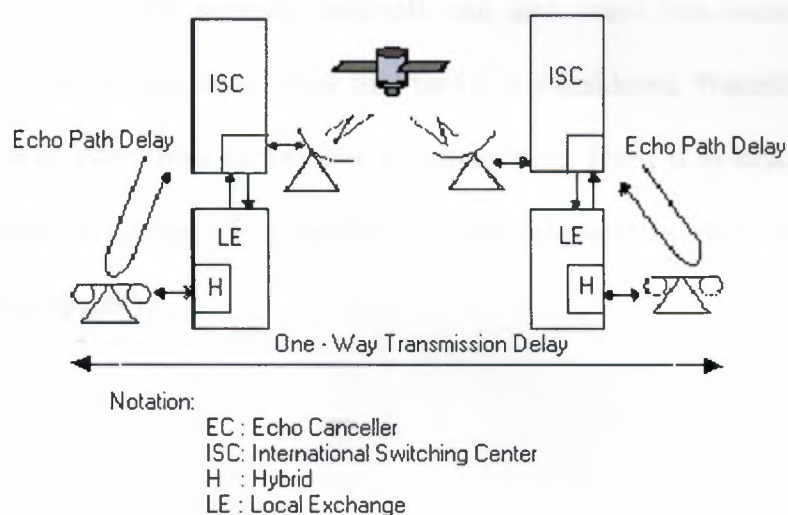 ISC
ISC
Echo Path Delay
Echo Path Delay
LE
LE
H
H
One - Way Transmission Delay
Notation:
EC : Echo Canceller
ISC: International Switching Center
H : Hybrid
LE : Local Exchange